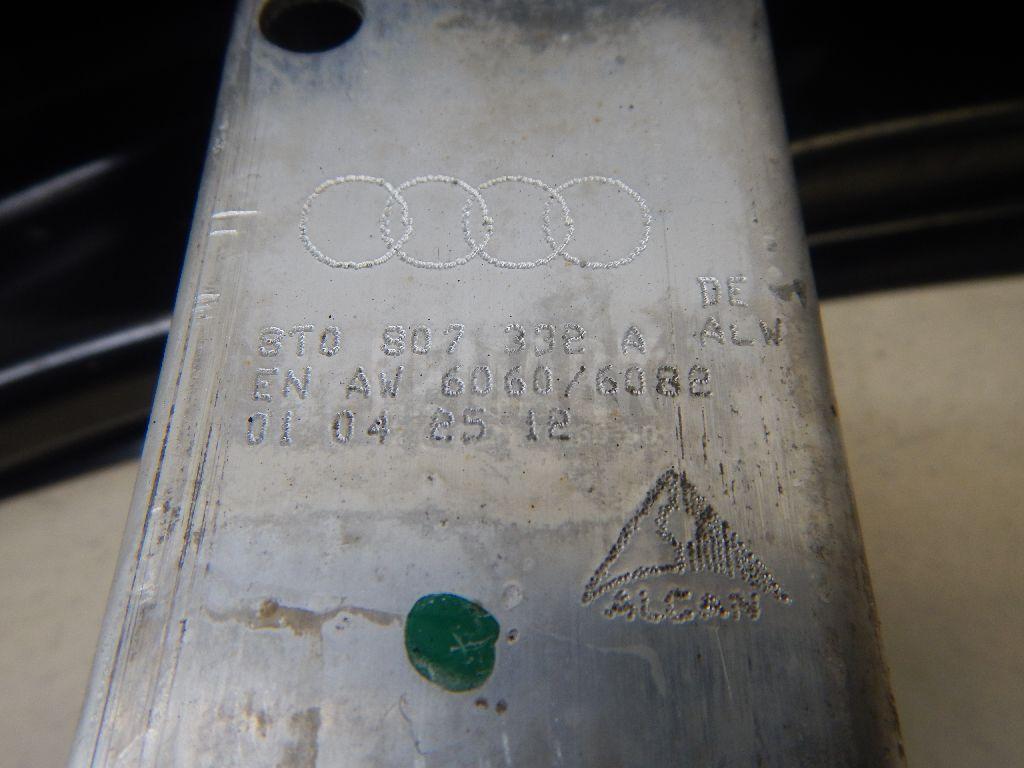 DE
8T0 807 332 A ALW
EN AW 6060/6082
01 04 25 12
ALCAN